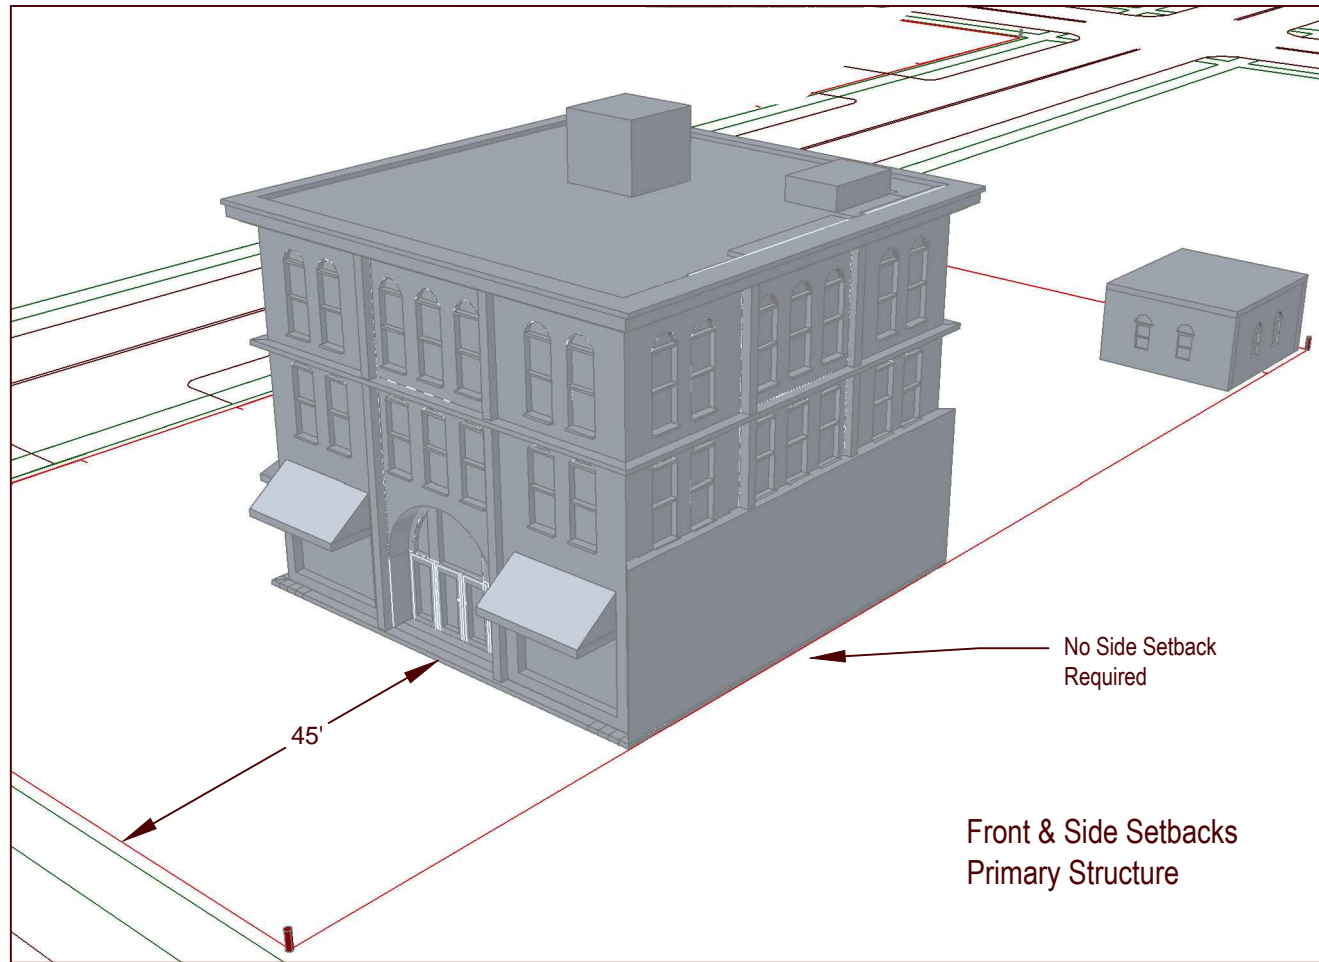 No Side Setback
Required
45'
Front & Side Setbacks
Primary Structure